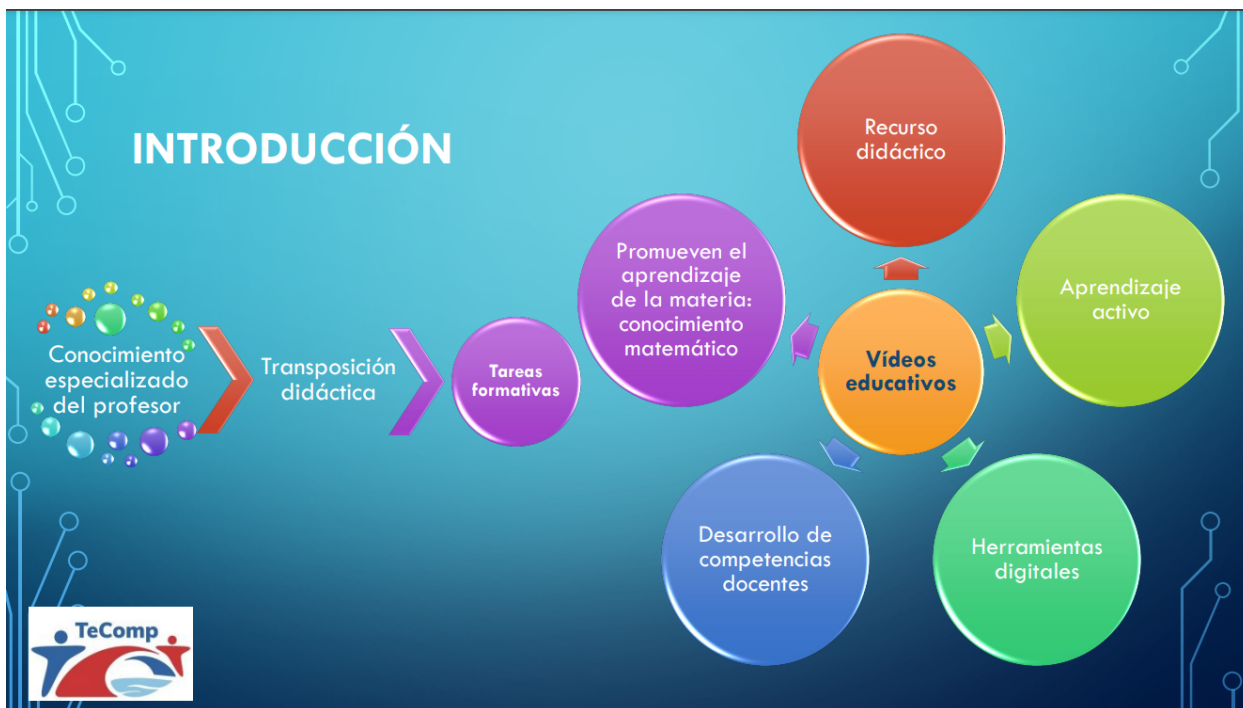 INTRODUCCIÓN
Conocimiento
especializado
del profesor
Transposición
didáctica
Tareas
formativas
Promueven el
aprendizaje
de la materia:
conocimiento
matemático
Recurso
didáctico
Aprendizaje
activo
Vídeos
educativos
Desarrollo de
competencias
docentes
Herramientas
digitales
TeComp